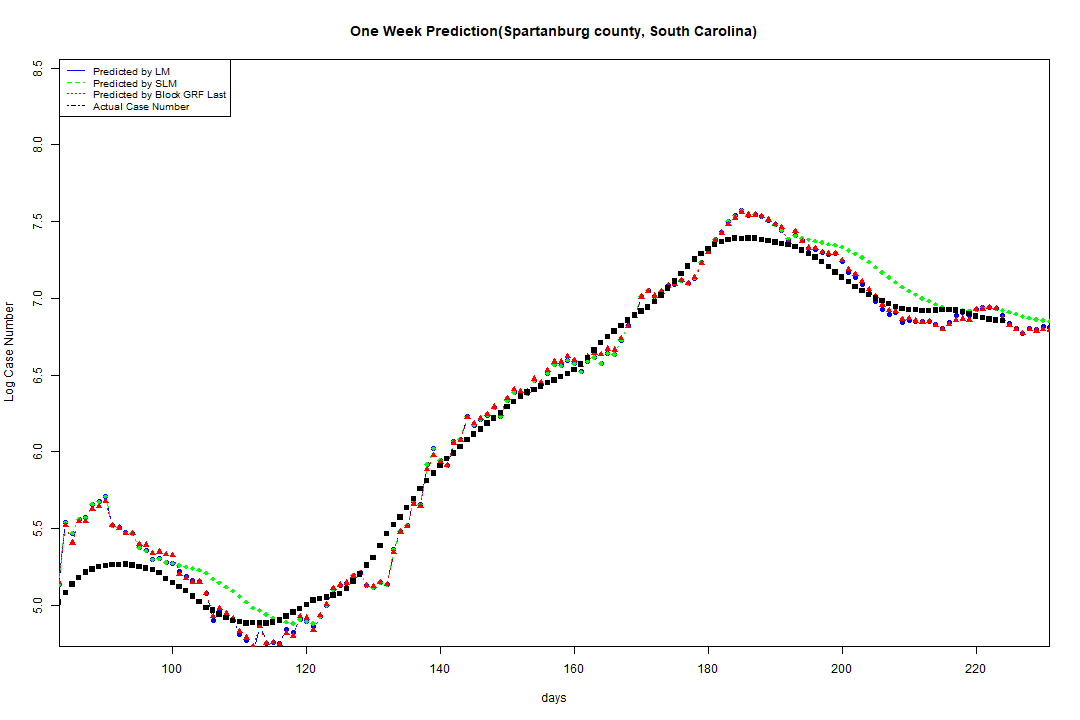 One Week Prediction(Spartanburg county, South Carolina)
Predicted by LM
Predicted by SLM
Predicted by Block GRF Last
Actual Case Number
8.5
8.0
7.5
7.0
6.5
6.0
5.5
5.0
Log Case Number
100 120 140 160 180 200 220
days